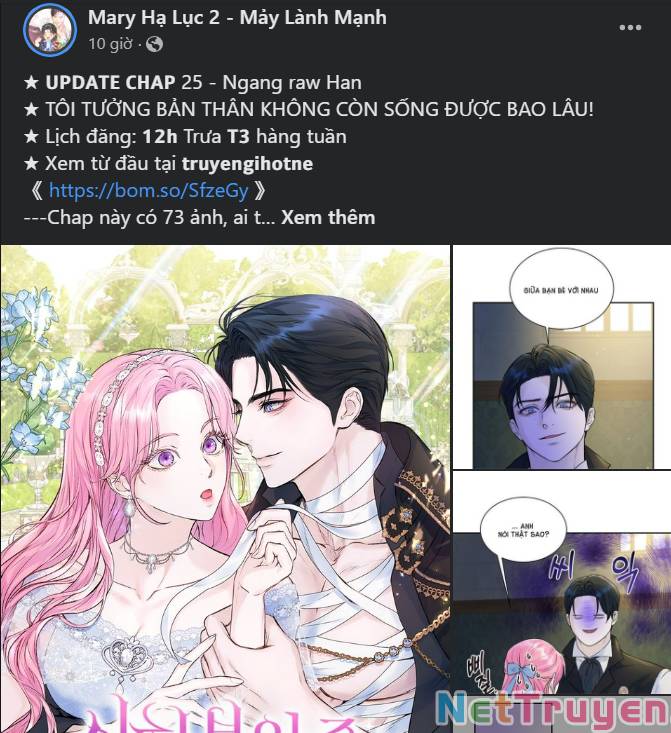 Mary Hạ Lục 2 - Mảy Lành Mạnh
10 giờ ·
★ UPDATE CHAP 25 - Ngang raw Han
★ TÔI TƯỞNG BẢN THÂN KHÔNG CÒN SỐNG ĐƯỢC BAO LÂU!
★ Lịch đăng: 12h Trưa T3 hàng tuần
★ Xem từ đầu tại truyengihotne
《 https://bom.so/SfzeGy 》
---Chap này có 73 ảnh, ai t... Xem thêm
GIỮA BẠN BÈ VỚI NHAU
... ANH
NÓI THẬT SAO?
씨 익
NetTruyen